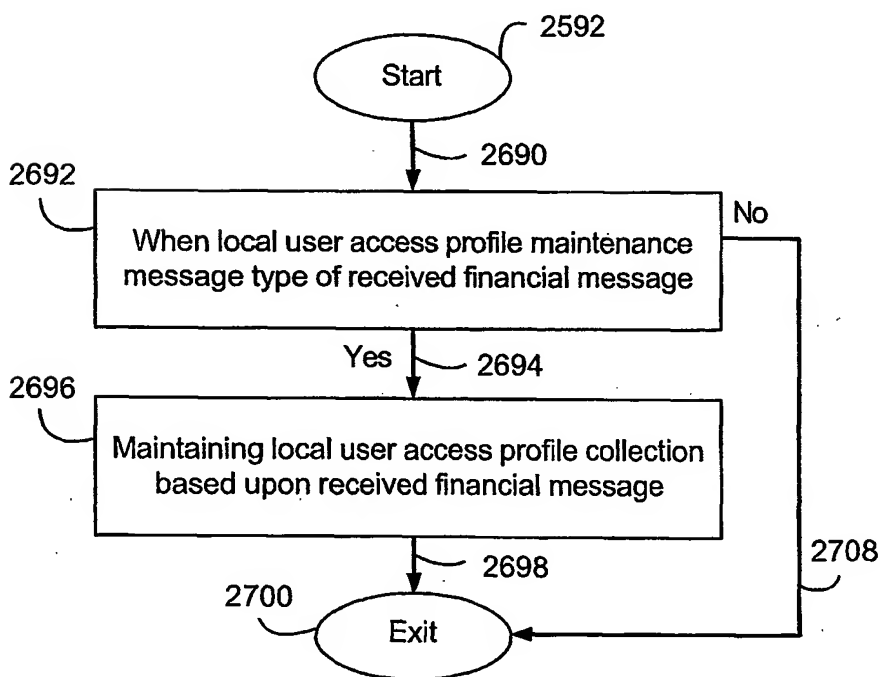 2592
Start
2690
2692
No
When local user access profile maintenance
message type of received financial message
Yes
2694
2696
Maintaining local user access profile collection
based upon received financial message
2698
2708
2700
Exit